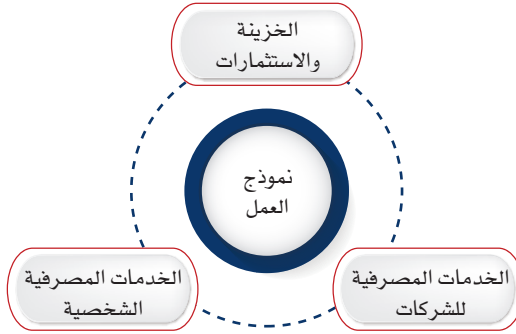 الخزينة
والاستثمارات
نموذج
العمل
الخدمات المصرفية
للشركات
الخدمات المصرفية
الشخصية